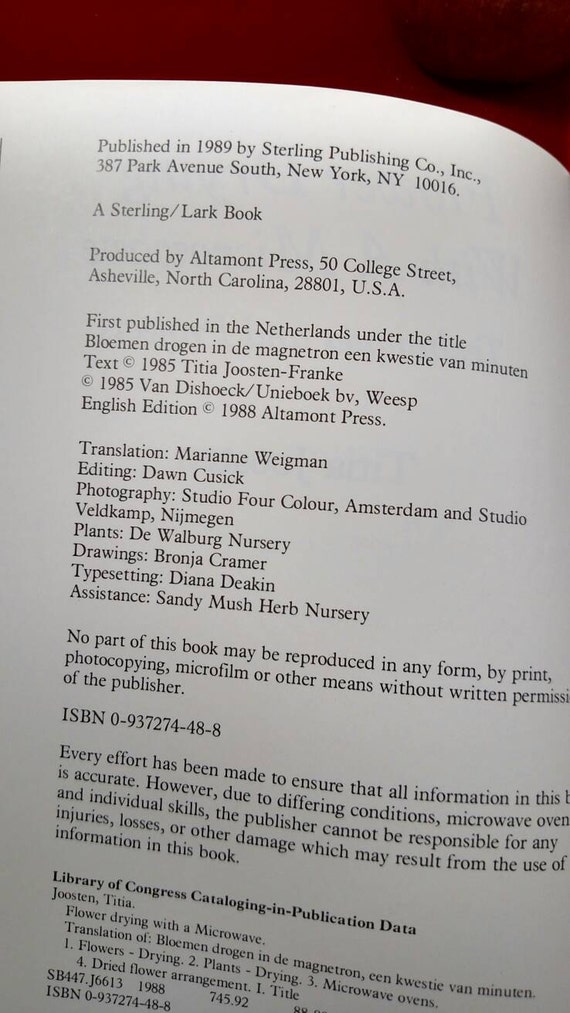 Published in 1989 by Sterling Publishing Co., Inc.,
387 Park Avenue South, New York, NY 10016.
A Sterling/Lark Book
Produced by Altamont Press, 50 College Street,
Asheville, North Carolina, 28801, U.S.A.
First published in the Netherlands under the title
Bloemen drogen in de magnetron een kwestie van minuten
Text © 1985 Titia Joosten-Franke
© 1985 Van Dishoeck/Unieboek bv, Weesp
English Edition © 1988 Altamont Press.
Translation: Marianne Weigman
Editing: Dawn Cusick
Photography: Studio Four Colour, Amsterdam and Studio
Veldkamp, Nijmegen
Plants: De Walburg Nursery
Drawings: Bronja Cramer
Typesetting: Diana Deakin
Assistance: Sandy Mush Herb Nursery
No part of this book may be reproduced in any form, by print,
photocopying, microfilm or other means without written permissi
of the publisher.
ISBN 0-937274-48-8
Every effort has been made to ensure that all information in this b
is accurate. However, due to differing conditions, microwave oven
and individual skills, the publisher cannot be responsible for any
injuries, losses, or other damage which may result from the use of
information in this book.
Library of Congress Cataloging-in-Publication Data
Joosten, Titia.
Flower drying with a Microwave.
Translation of: Bloemen drogen in de magnetron, een kwestie van minuten.
1. Flowers - Drying. 2. Plants - Drying. 3. Microwave ovens.
4. Dried flower arrangement. I. Title
SB447.J6613 1988 745.92
ISBN 0-937274-48-8